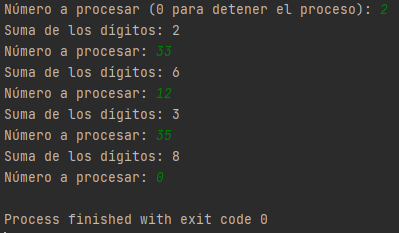 Número a procesar (0 para detener el proceso): 2
Suma de los dígitos: 2
Número a procesar: 33
Suma de los dígitos: 6
Número a procesar: 12
Suma de los dígitos: 3
Número a procesar: 35
Suma de los dígitos: 8
Número a procesar: 0
Process finished with exit code 0